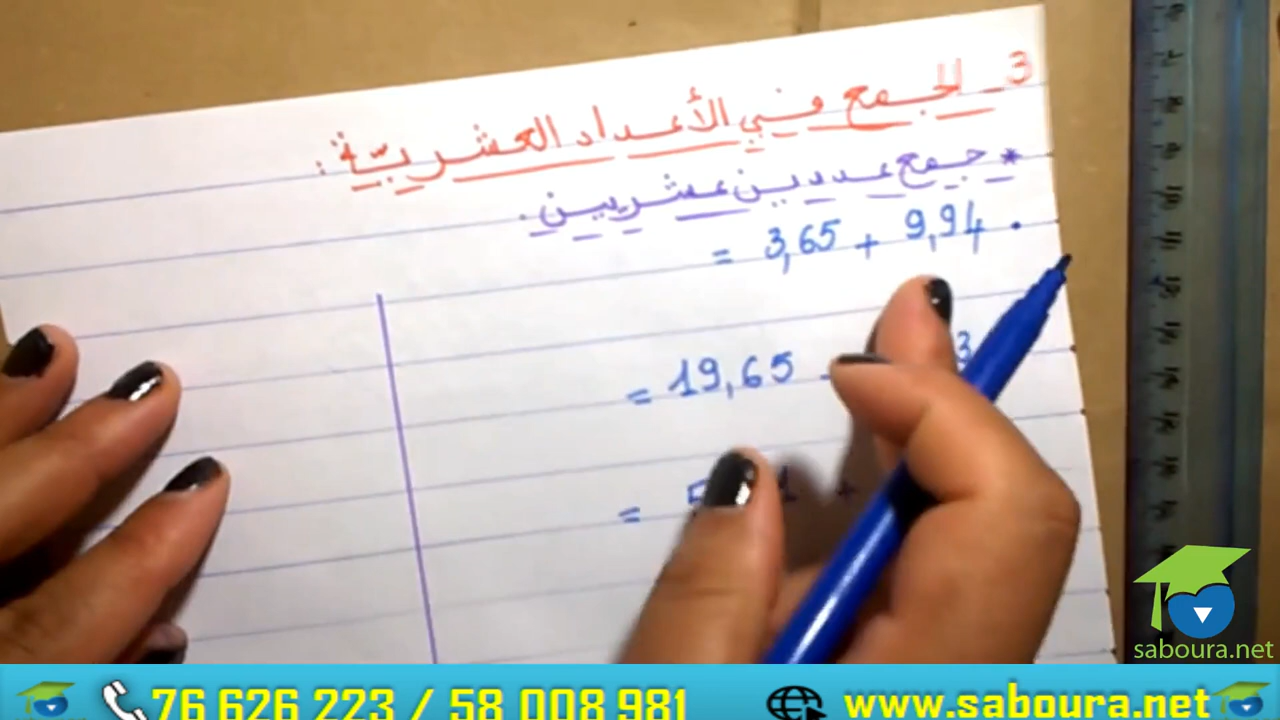 3_ الجمع في الأعداد العشريّة :
* جمع عددين عشريين .
. 9,94 + 3,65 =
19,65 =
=
saboura.net
76 626 223 / 58 008 981
www.saboura.net